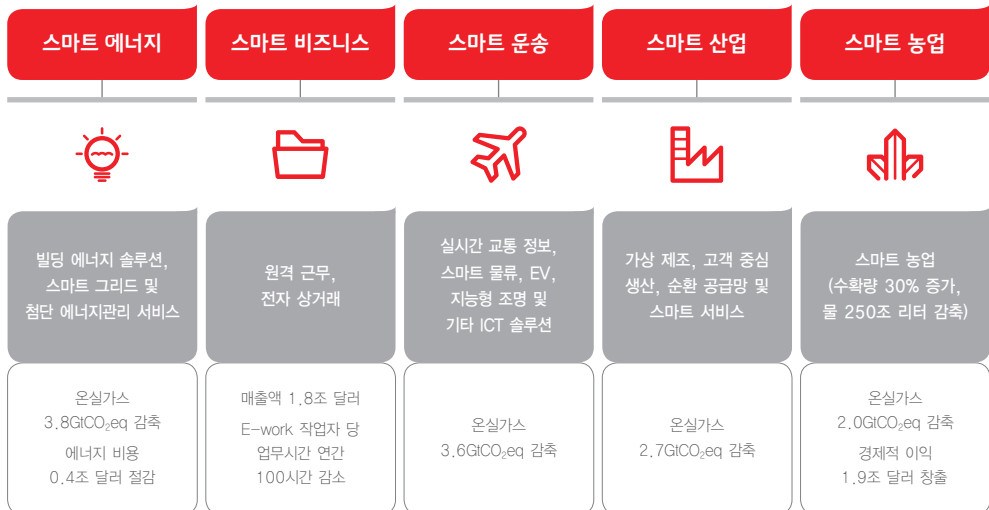 스마트 에너지
스마트 비즈니스
스마트 운송
스마트 산업
스마트 농업
빌딩 에너지 솔루션,
스마트 그리드 및
첨단 에너지관리 서비스
원격 근무,
전자 상거래
실시간 교통 정보,
스마트 물류, EV,
지능형 조명 및
기타 ICT 솔루션
가상 제조, 고객 중심
생산, 순환 공급망 및
스마트 서비스
스마트 농업
(수확량 30% 증가,
물 250조 리터 감축)
온실가스
3.8GtCO₂eq 감축
에너지 비용
0.4조 달러 절감
매출액 1.8조 달러
E-work 작업자 당
업무시간 연간
100시간 감소
온실가스
3.6GtCO₂eq 감축
온실가스
2.7GtCO₂eq 감축
온실가스
2.0GtCO₂eq 감축
경제적 이익
1.9조 달러 창출